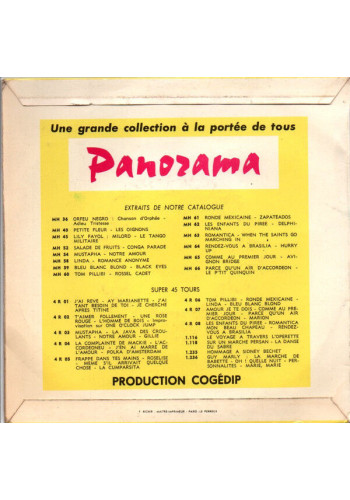 Une grande collection à la portée de tous
Panorama
EXTRAITS DE NOTRE CATALOGUE
MH 36 ORFEU NEGRO : Chanson d'Orphée -
Adieu Tristesse
MH 40 PETITE FLEUR - LES OIGNONS
MH 45 LILY FAYOL : MILORD - LE TANGO
MILITAIRE
MH 52 SALADE DE FRUITS - CONGA PARADE
MH 54 MUSTAPHA - NOTRE AMOUR
MH 58 LINDA - ROMANCE ANONYME
MH 59 BLEU BLANC BLOND - BLACK EYES
MH 60 TOM PILLIBI - ROSSEL CADET
MH 61 RONDE MEXICAINE - ZAPATEADOS
MH 62 LES ENFANTS DU PIREE - DELPHI-
NIANA
MH 63 ROMANTICA - WHEN THE SAINTS GO
MARCHING IN
MH 64 RENDEZ-VOUS A BRASILIA - HURRY
UP
MH 65 COMME AU PREMIER JOUR - AVI-
GNON BRIDGE
MH 66 PARCE QU'UN AIR D'ACCORDEON -
LE P'TIT QUINQUIN
SUPER 45 TOURS
4 R 01 J'AI REVE - AY MARIANETTE - J'AI
TANT BESOIN DE TOI - JE CHERCHE
APRES TITINE
4 R 02 T'AIMER FOLLEMENT - UNE ROSE
ROUGE - L'HOMME DE BOIS - Impro-
visation sur ONE O'CLOCK JUMP
4 R 03 MUSTAPHA - LA JAVA DES CROU-
LANTS - NOTRE AMOUR - GIULIETTA
4 R 04 LA COMPLAINTE DE MACKIE - L'AC-
CORDEONEU - J'EN AI MARRE DE
L'AMOUR - POLKA D'AMSTERDAM
4 R 05 FRAPPE DANS TES MAINS - ROSELISE
MEME S'IL ARRIVAIT QUELQUE
CHOSE - LA CUMPARSITA
4 R 06 TOM PILLIBI - RONDE MEXICAINE -
LINDA - BLEU BLANC BLOND
4 R 07 AMOUR JE TE DOIS - COMME AU PRE-
MIER JOUR - PARCE QU'UN AIR
D'ACCORDEON - MARION
4 R 08 LES ENFANTS DU PIREE - ROMANTICA
MON BEAU CHAPEAU - RENDEZ-
VOUS A BRASILIA
1.116 LE VOYAGE A TRAVERS L'OPERETTE
1.118 SUR UN MARCHE PERSAN - LA DANSE
DU SABRE
1.225 HOMMAGE A SIDNEY BECHET
1.226 GUY MARLY : LA MARCHE DE
BABETTE - OH ! QUELLE NUIT - PER-
SONNALITES - MARIE, MARIE
PRODUCTION COGÉDIP